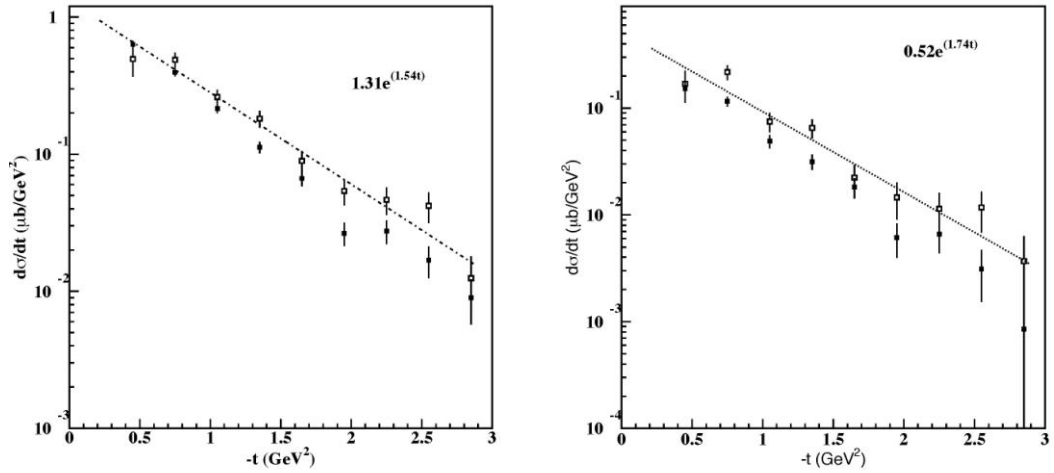 dσ/dt (μb/GeV²)
1
10⁻¹
10⁻²
10⁻³
1.31e^(1.54t)
0 0.5 1 1.5 2 2.5 3
-t (GeV²)
dσ/dt (μb/GeV²)
1
10⁻¹
10⁻²
10⁻³
10⁻⁴
0.52e^(1.74t)
0 0.5 1 1.5 2 2.5 3
-t (GeV²)